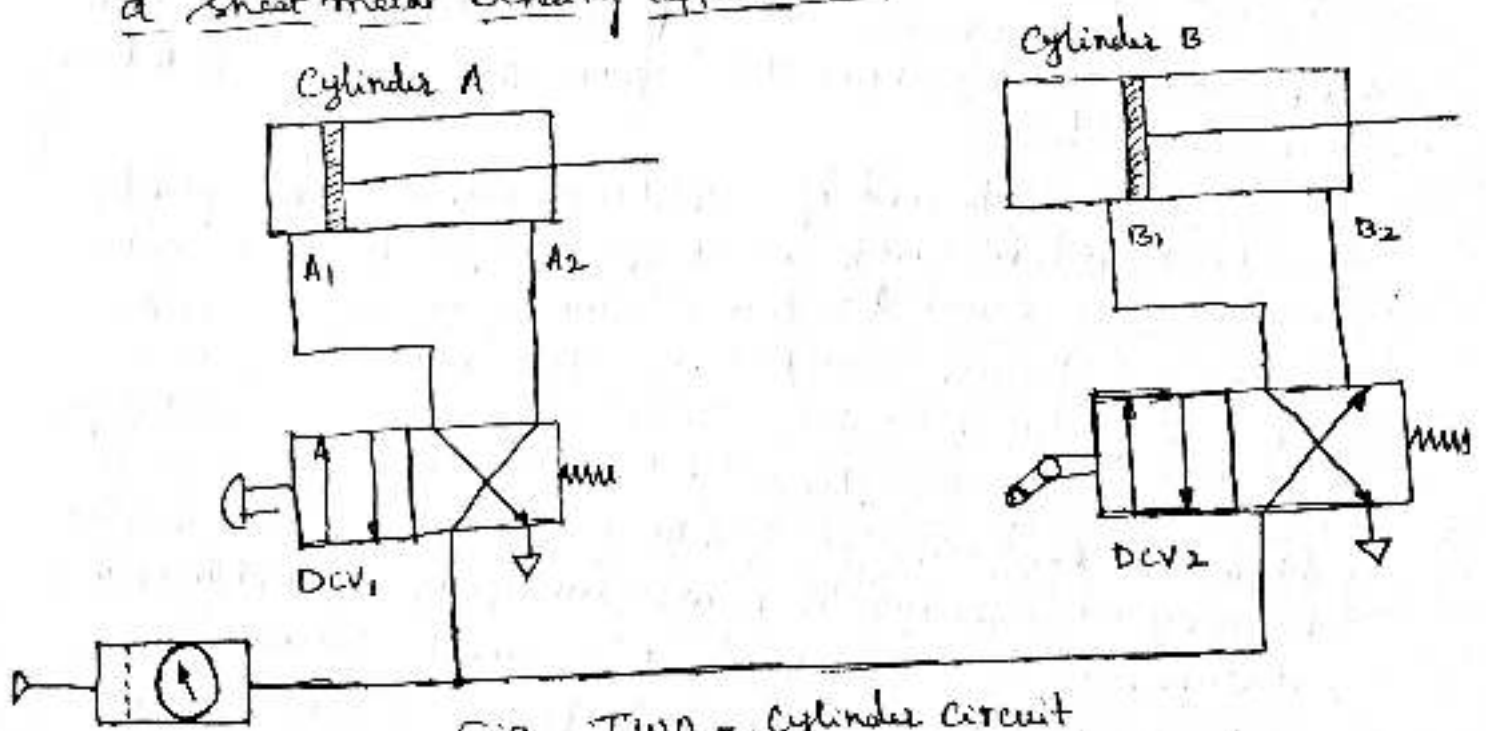 a sheet metal
Cylinder A
Cylinder B
A1
A2
B1
B2
DCV1
DCV2
Two - Cylinder Circuit